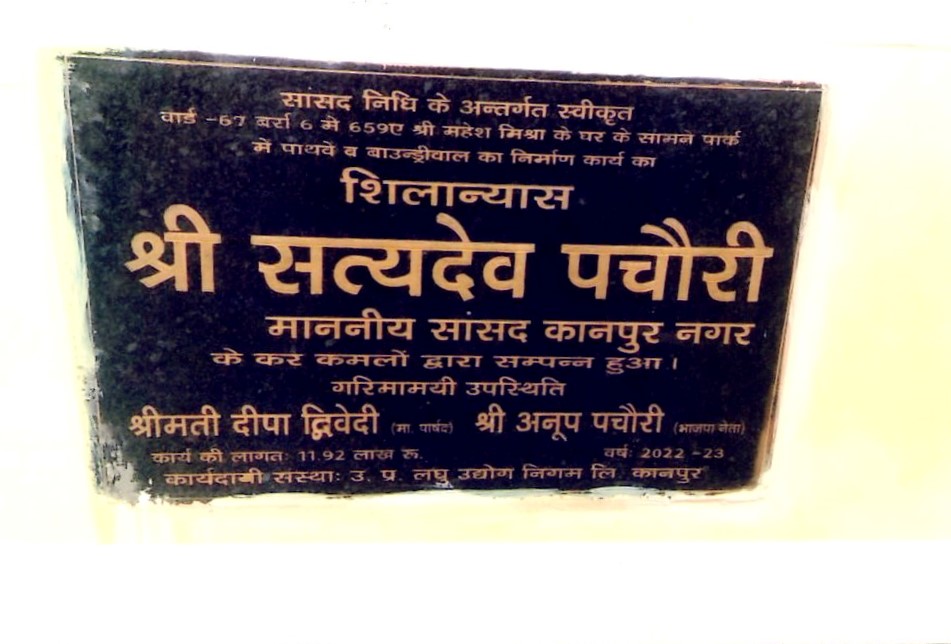 सांसद निधि के अन्तर्गत स्वीकृत
वार्ड -67 बर्रा 6 में 659ए श्री महेश मिश्रा के घर के सामने पार्क
में पाथवे ब बाउन्ड्रीवाल का निर्माण कार्य का
शिलान्यास
श्री सत्यदेव पचौरी
माननीय सांसद कानपुर नगर
के कर कमलों द्वारा सम्पन्न हुआ।
गरिमामयी उपस्थिति
श्रीमती दीपा द्विवेदी (मा. पार्षद) श्री अनूप पचौरी (भाजपा नेता)
कार्य की लागतः 11.92 लाख रु. वर्षः 2022 -23
कार्यदायी संस्थाः उ. प्र. लघु उद्योग निगम लि. कानपुर